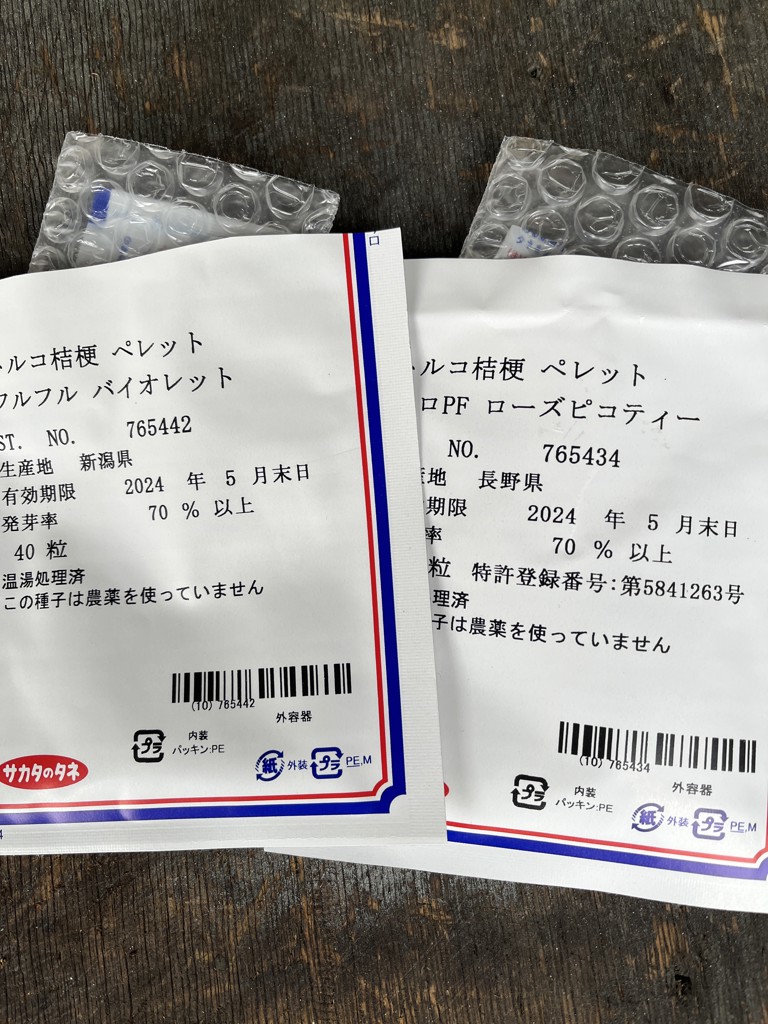 ルコ桔梗 ペレット
フルフル バイオレット
ST. NO. 765442
生産地 新潟県
有効期限 2024 年 5 月末日
発芽率 70 % 以上
40 粒
温湯処理済
この種子は農薬を使っていません
(10) 765442
外容器
プラ 内装
パッキン:PE
紙 外装 プラ PE,M
サカタのタネ
ルコ桔梗 ペレット
ロPF ローズピコティー
NO. 765434
産地 長野県
期限 2024 年 5 月末日
率 70 % 以上
粒 特許登録番号:第5841263号
理済
子は農薬を使っていません
(10) 765434
外容器
プラ 内装
パッキン:PE
紙 外装 プラ PE,M